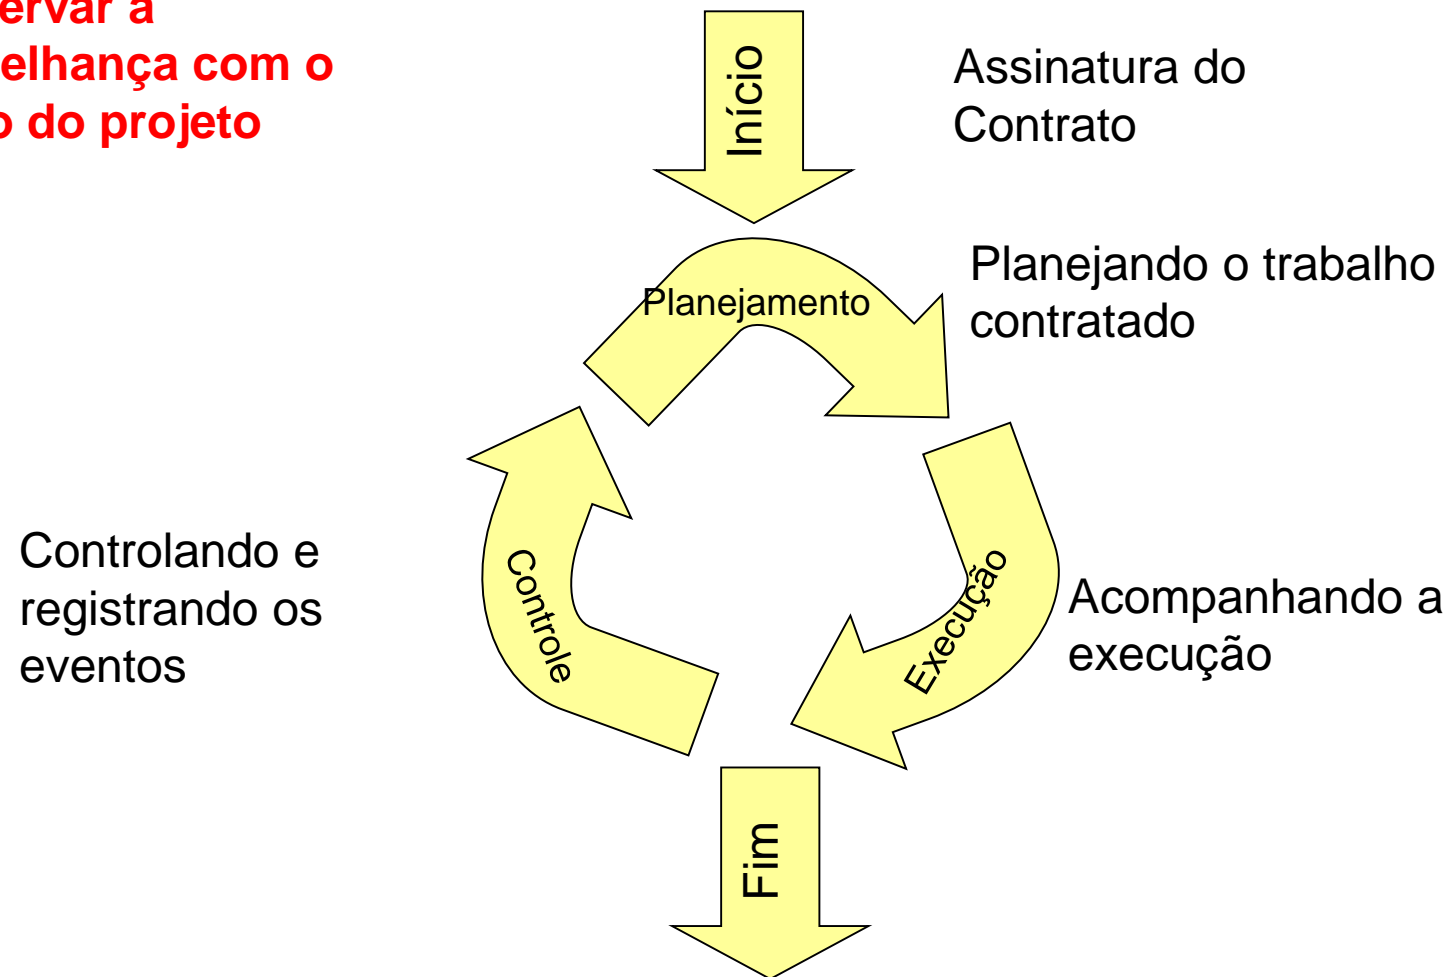 ervar a
elhança com o
o do projeto
Início
Assinatura do
Contrato
Planejamento
Planejando o trabalho
contratado
Controlando e
registrando os
eventos
Controle
Execução
Acompanhando a
execução
Fim